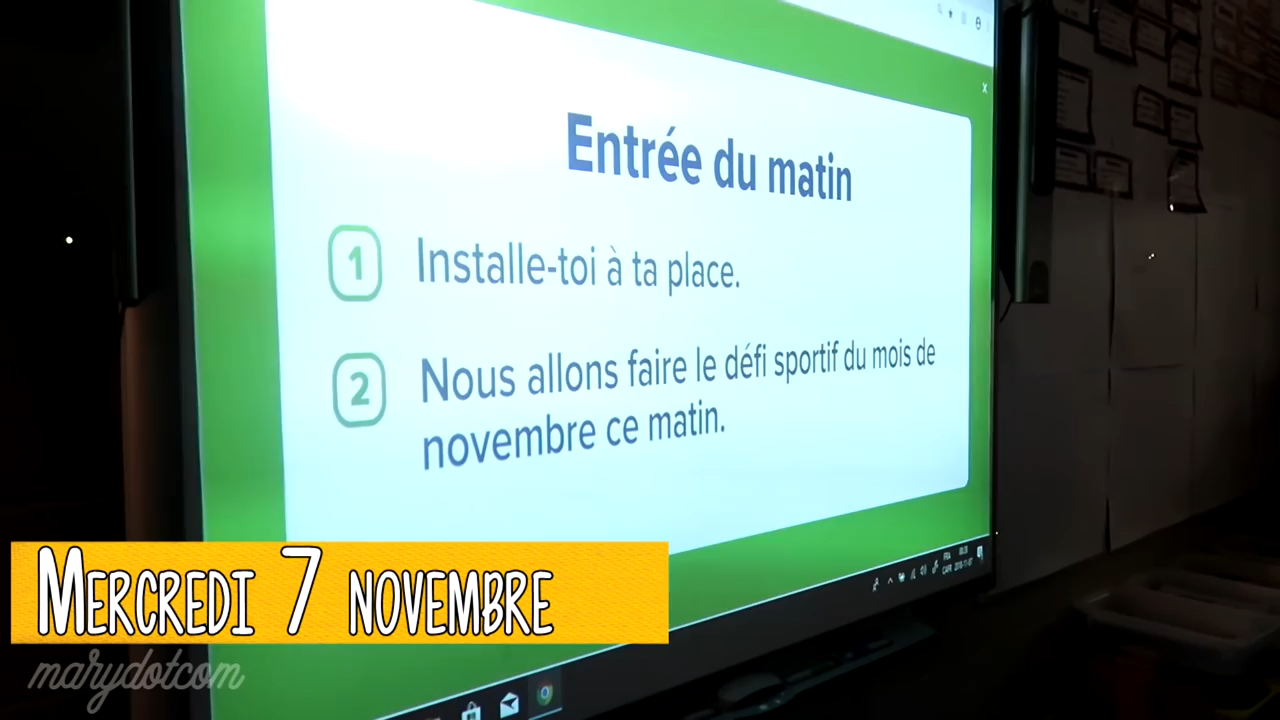 Entrée du matin
1 Installe-toi à ta place.
2 Nous allons faire le défi sportif du mois de
novembre ce matin.
MERCREDI 7 NOVEMBRE
marydotcom